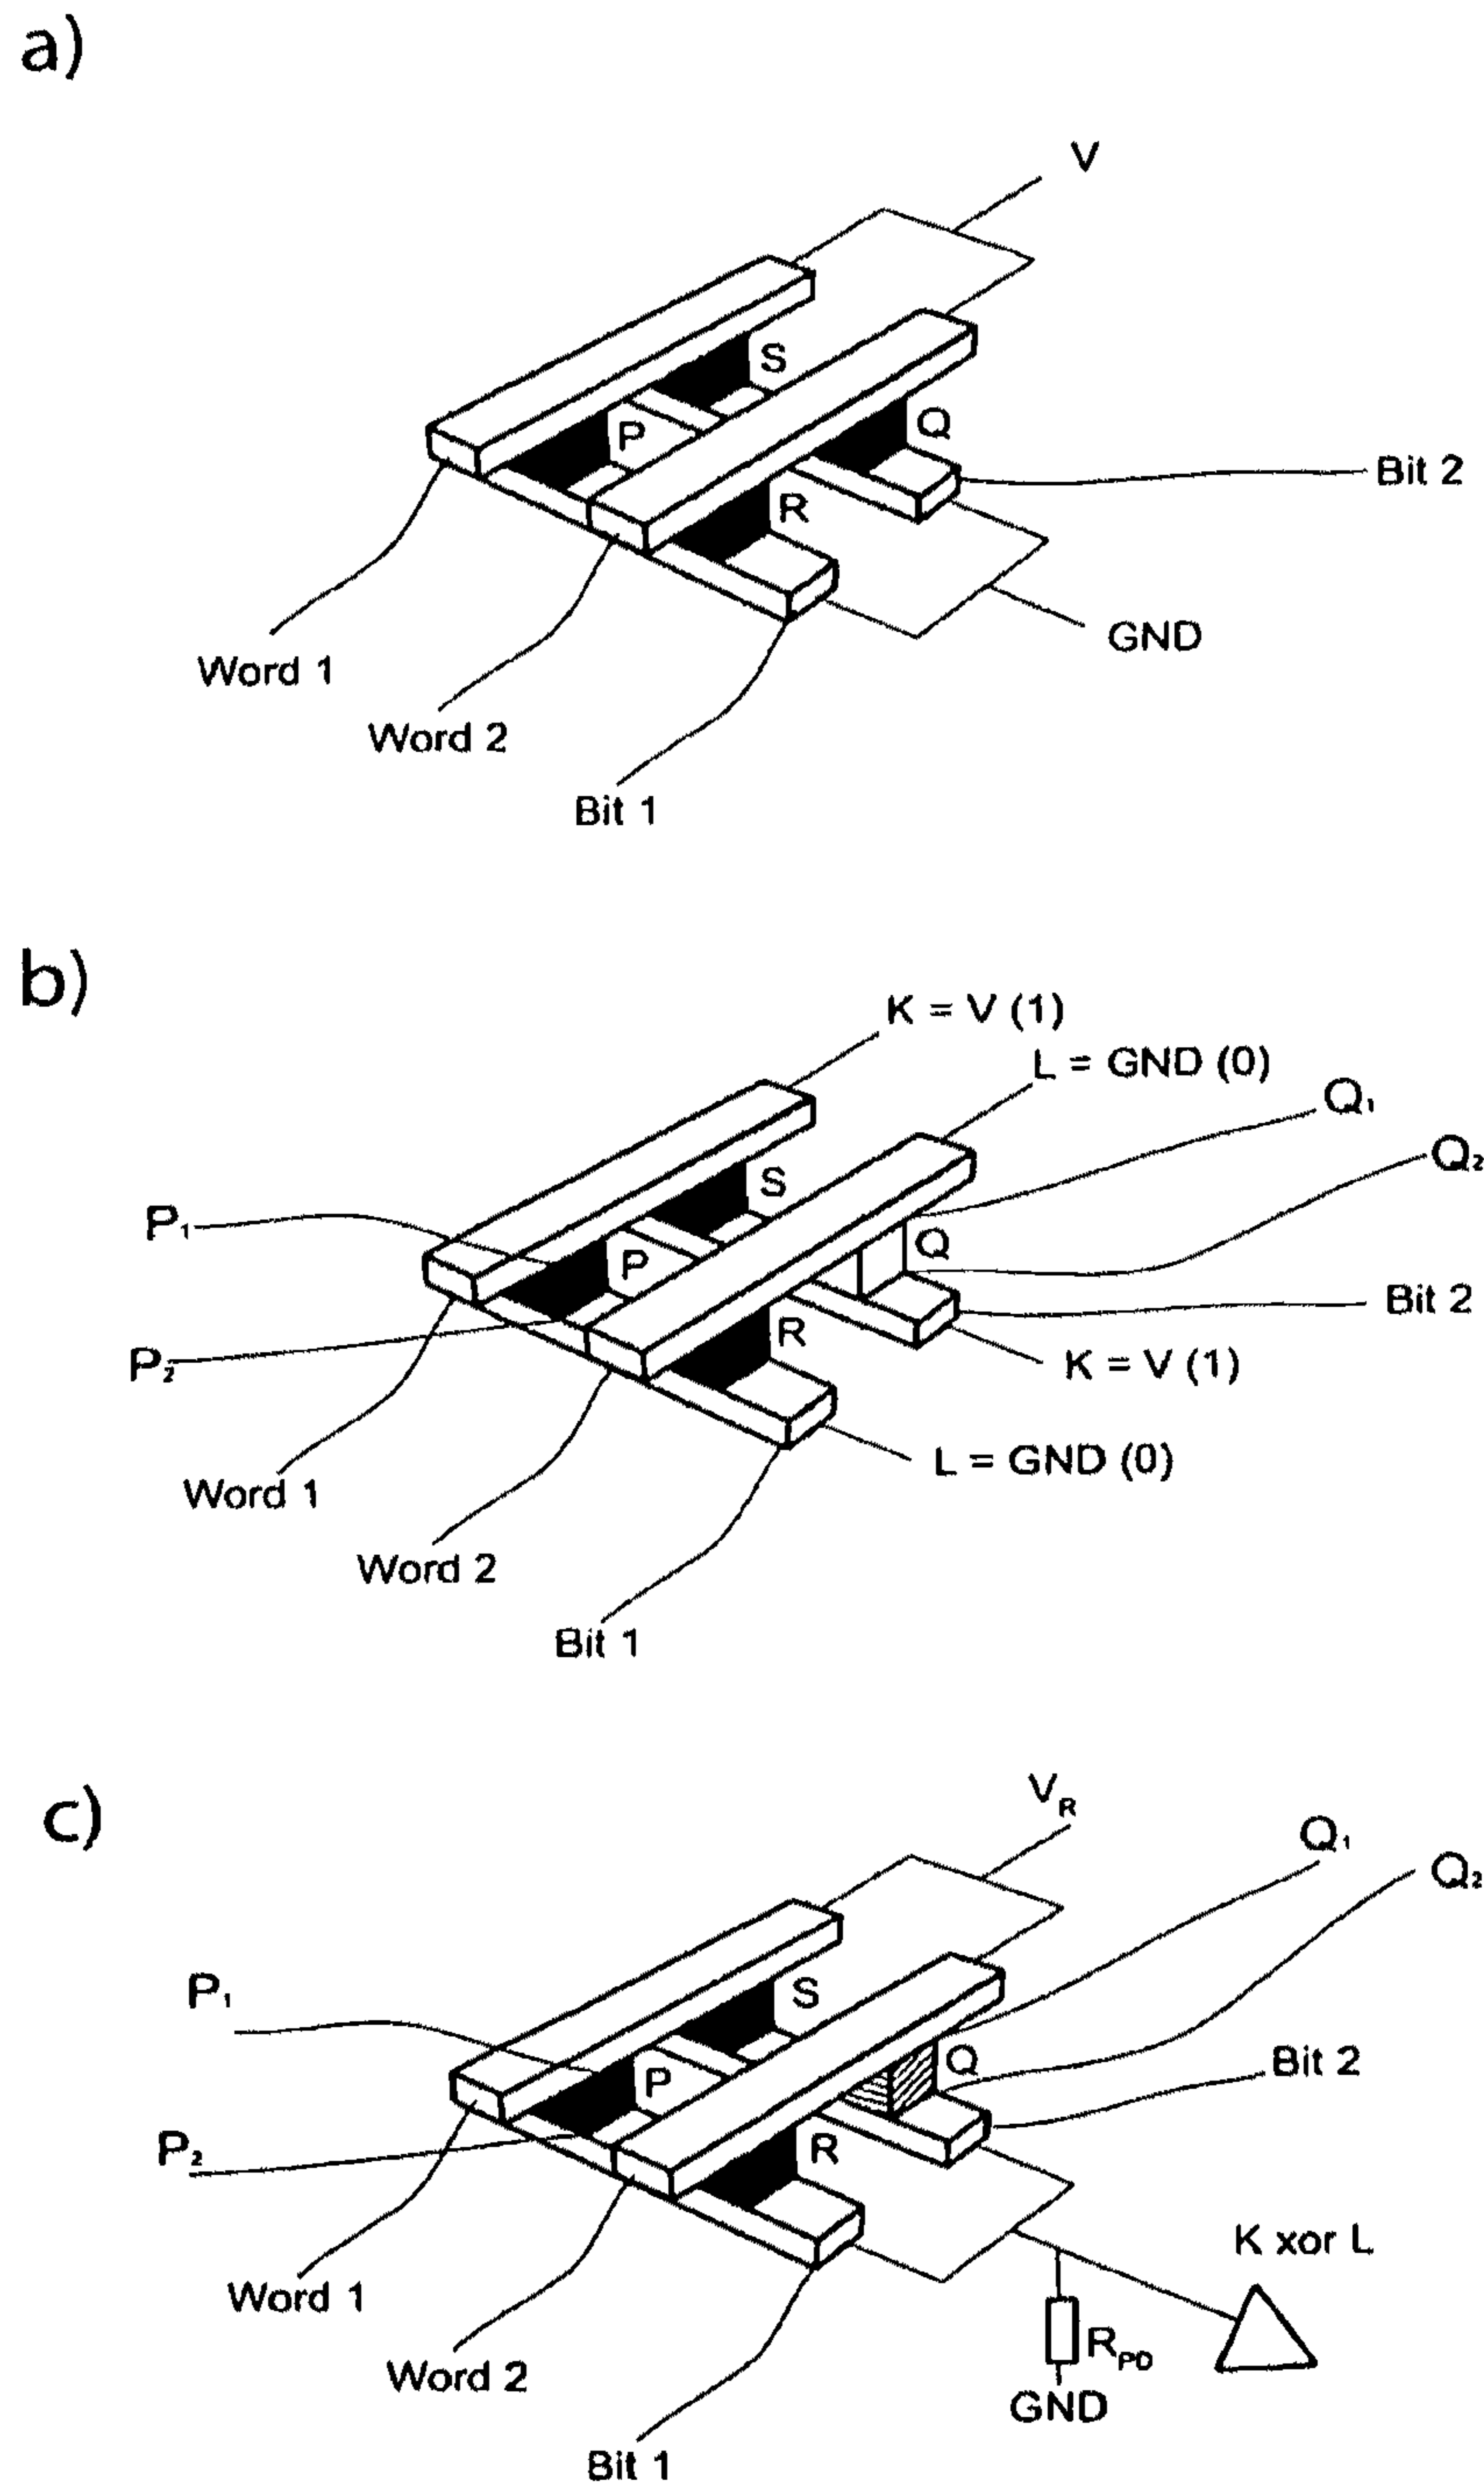 a)
V
S
P
Q
Bit 2
R
GND
Word 1
Word 2
Bit 1
b)
K = V (1)
L = GND (0)
Q₁
Q₂
S
P₁
Q
P
Bit 2
R
P₂
K = V (1)
L = GND (0)
Word 1
Word 2
Bit 1
c)
V_R
Q₁
Q₂
S
P₁
Q
Bit 2
P
R
P₂
K xor L
Word 1
R_PD
Word 2
GND
Bit 1